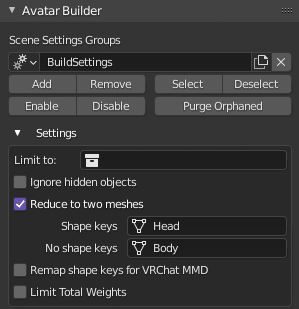 Avatar Builder
Scene Settings Groups
BuildSettings
Add Remove Select Deselect
Enable Disable Purge Orphaned
Settings
Limit to:
Ignore hidden objects
Reduce to two meshes
Shape keys Head
No shape keys Body
Remap shape keys for VRChat MMD
Limit Total Weights